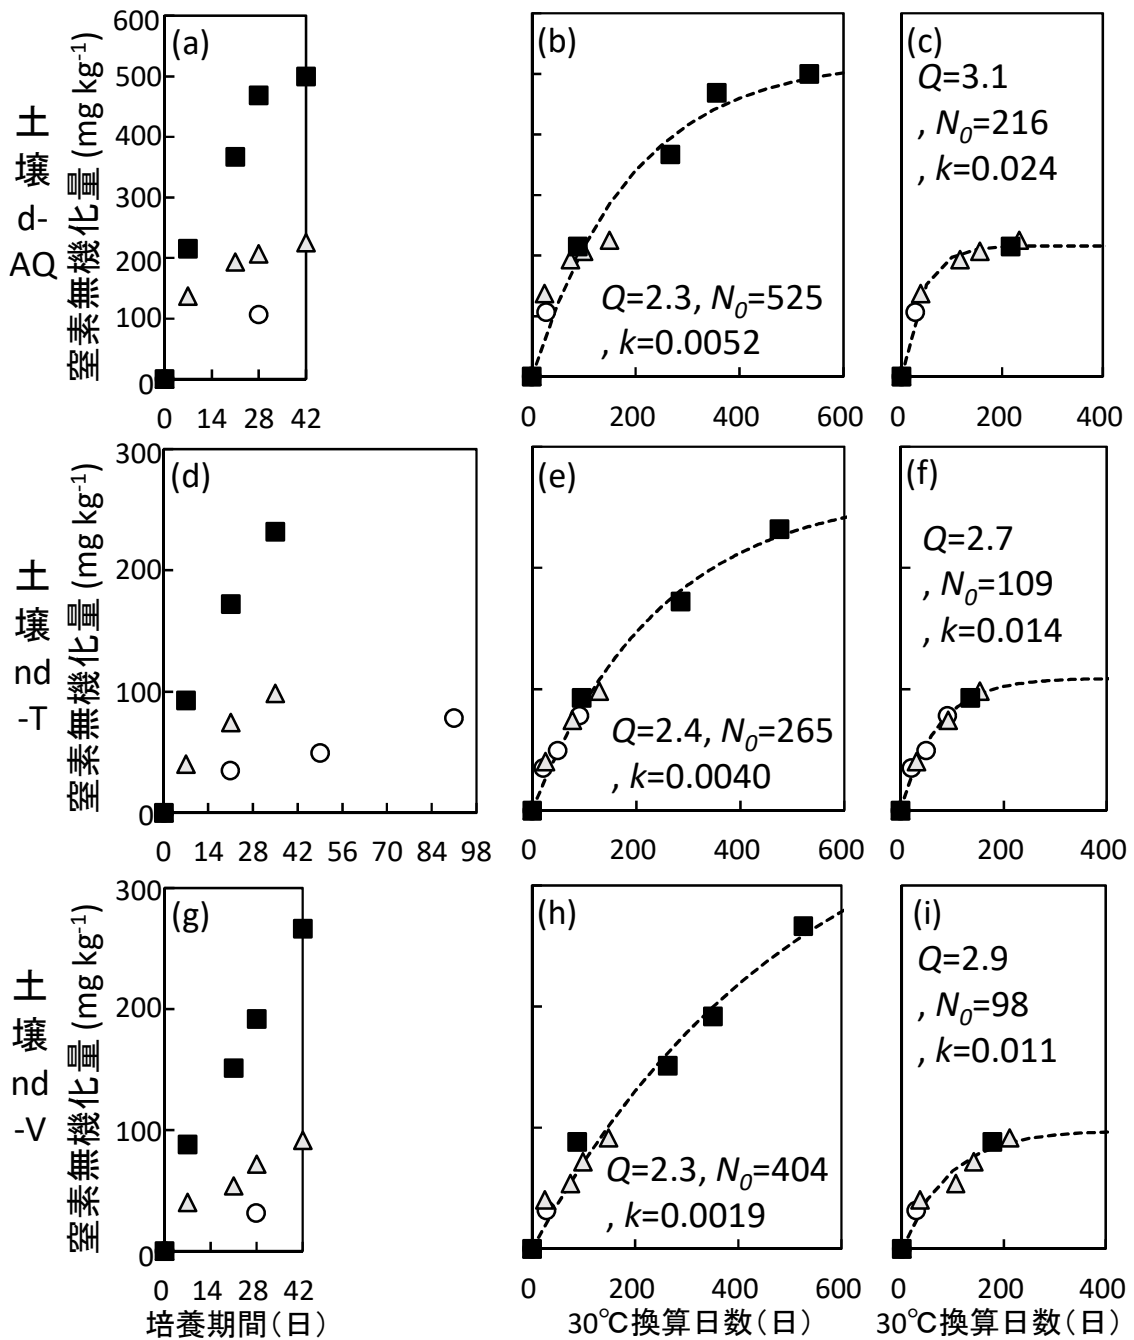 土壌 d-AQ
窒素無機化量 (mg kg⁻¹)
600
500
400
300
200
100
0
(a)
0 14 28 42
(b)
Q=2.3, N₀=525
, k=0.0052
0 200 400 600
(c)
Q=3.1
, N₀=216
, k=0.024
0 200 400
土壌 nd-T
窒素無機化量 (mg kg⁻¹)
300
200
100
0
(d)
0 14 28 42 56 70 84 98
(e)
Q=2.4, N₀=265
, k=0.0040
0 200 400 600
(f)
Q=2.7
, N₀=109
, k=0.014
0 200 400
土壌 nd-V
窒素無機化量 (mg kg⁻¹)
300
200
100
0
(g)
0 14 28 42
培養期間(日)
(h)
Q=2.3, N₀=404
, k=0.0019
0 200 400 600
30℃換算日数(日)
(i)
Q=2.9
, N₀=98
, k=0.011
0 200 400
30℃換算日数(日)